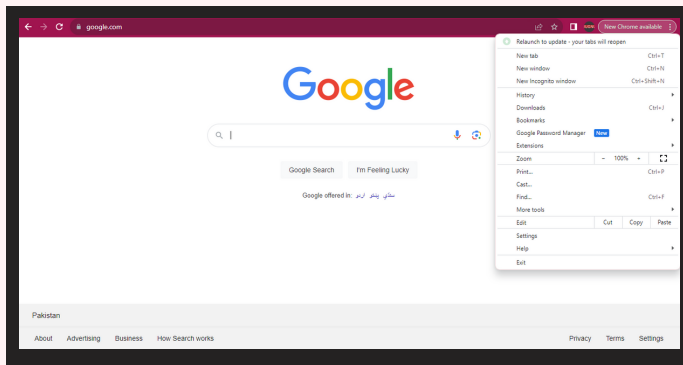 google.com
New Chrome available
Relaunch to update - your tabs will reopen
New tab Ctrl+T
New window Ctrl+N
New Incognito window Ctrl+Shift+N
History
Downloads Ctrl+J
Bookmarks
Google Password Manager New
Extensions
Zoom - 100% +
Print... Ctrl+P
Cast...
Find... Ctrl+F
More tools
Edit Cut Copy Paste
Settings
Help
Exit
Google
Google Search I'm Feeling Lucky
Google offered in: اردو پښتو سنڌي
Pakistan
About Advertising Business How Search works Privacy Terms Settings